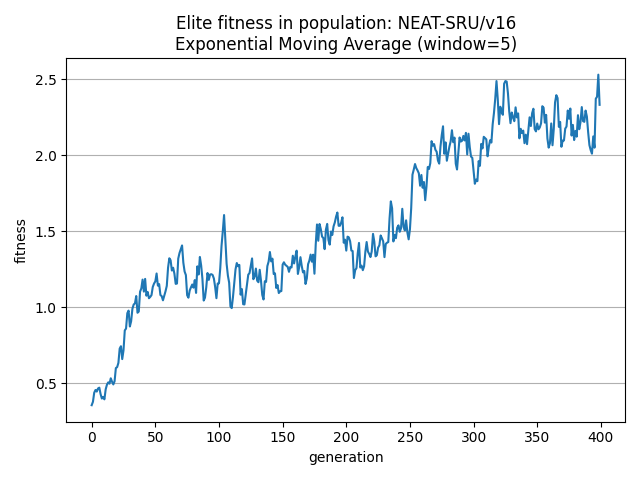 Elite fitness in population: NEAT-SRU/v16
Exponential Moving Average (window=5)
fitness
2.5
2.0
1.5
1.0
0.5
0 50 100 150 200 250 300 350 400
generation